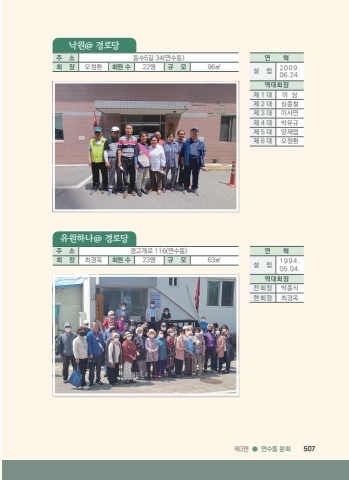 낙원@ 경로당
주 소 동수5길 34(연수동)
회 장 오정환 회원수 22명 규 모 96㎡
연 혁
설 립 2009. 06.24.
역대회장
제1대 미 상
제2대 심종철
제3대 이사연
제4대 박유규
제5대 양재엽
제6대 오정환
유원하나@ 경로당
주 소 경고개로 116(연수동)
회 장 최경옥 회원수 23명 규 모 63㎡
연 혁
설 립 1994. 05.04.
역대회장
전회장 박종식
현회장 최경옥
제3편 ● 연수동 문화 507